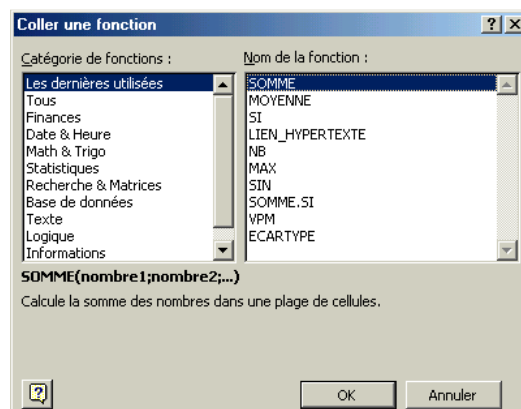 Coller une fonction
Catégorie de fonctions :
Les dernières utilisées
Tous
Finances
Date & Heure
Math & Trigo
Statistiques
Recherche & Matrices
Base de données
Texte
Logique
Informations
Nom de la fonction :
SOMME
MOYENNE
SI
LIEN_HYPERTEXTE
NB
MAX
SIN
SOMME.SI
VPM
ECARTYPE
SOMME(nombre1;nombre2;...)
Calcule la somme des nombres dans une plage de cellules.
OK Annuler